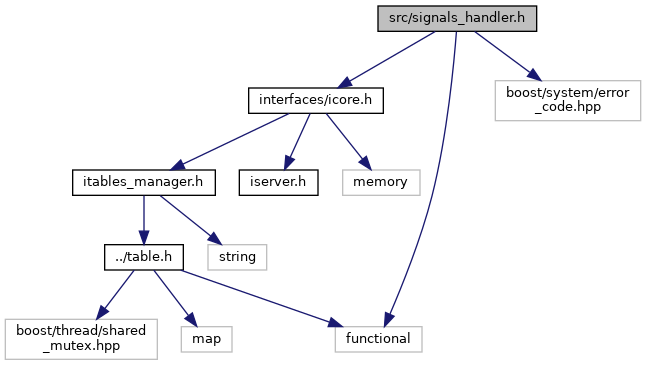 src/signals_handler.h
interfaces/icore.h
boost/system/error
_code.hpp
itables_manager.h
iserver.h
memory
../table.h
string
boost/thread/shared
_mutex.hpp
map
functional